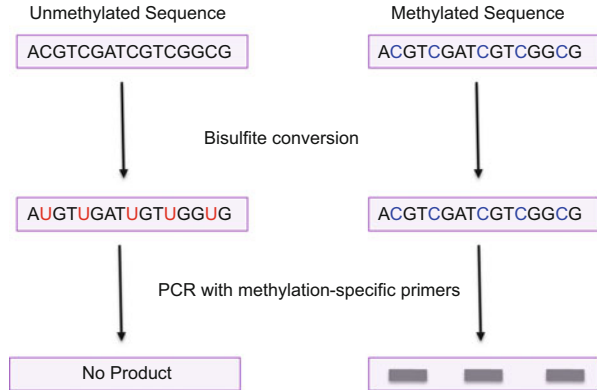 Unmethylated Sequence
Methylated Sequence
ACGTCGATCGTCGGCG
ACGTCGATCGTCGGCG
Bisulfite conversion
AUGTUGATUGTUGGUG
ACGTCGATCGTCGGCG
PCR with methylation-specific primers
No Product